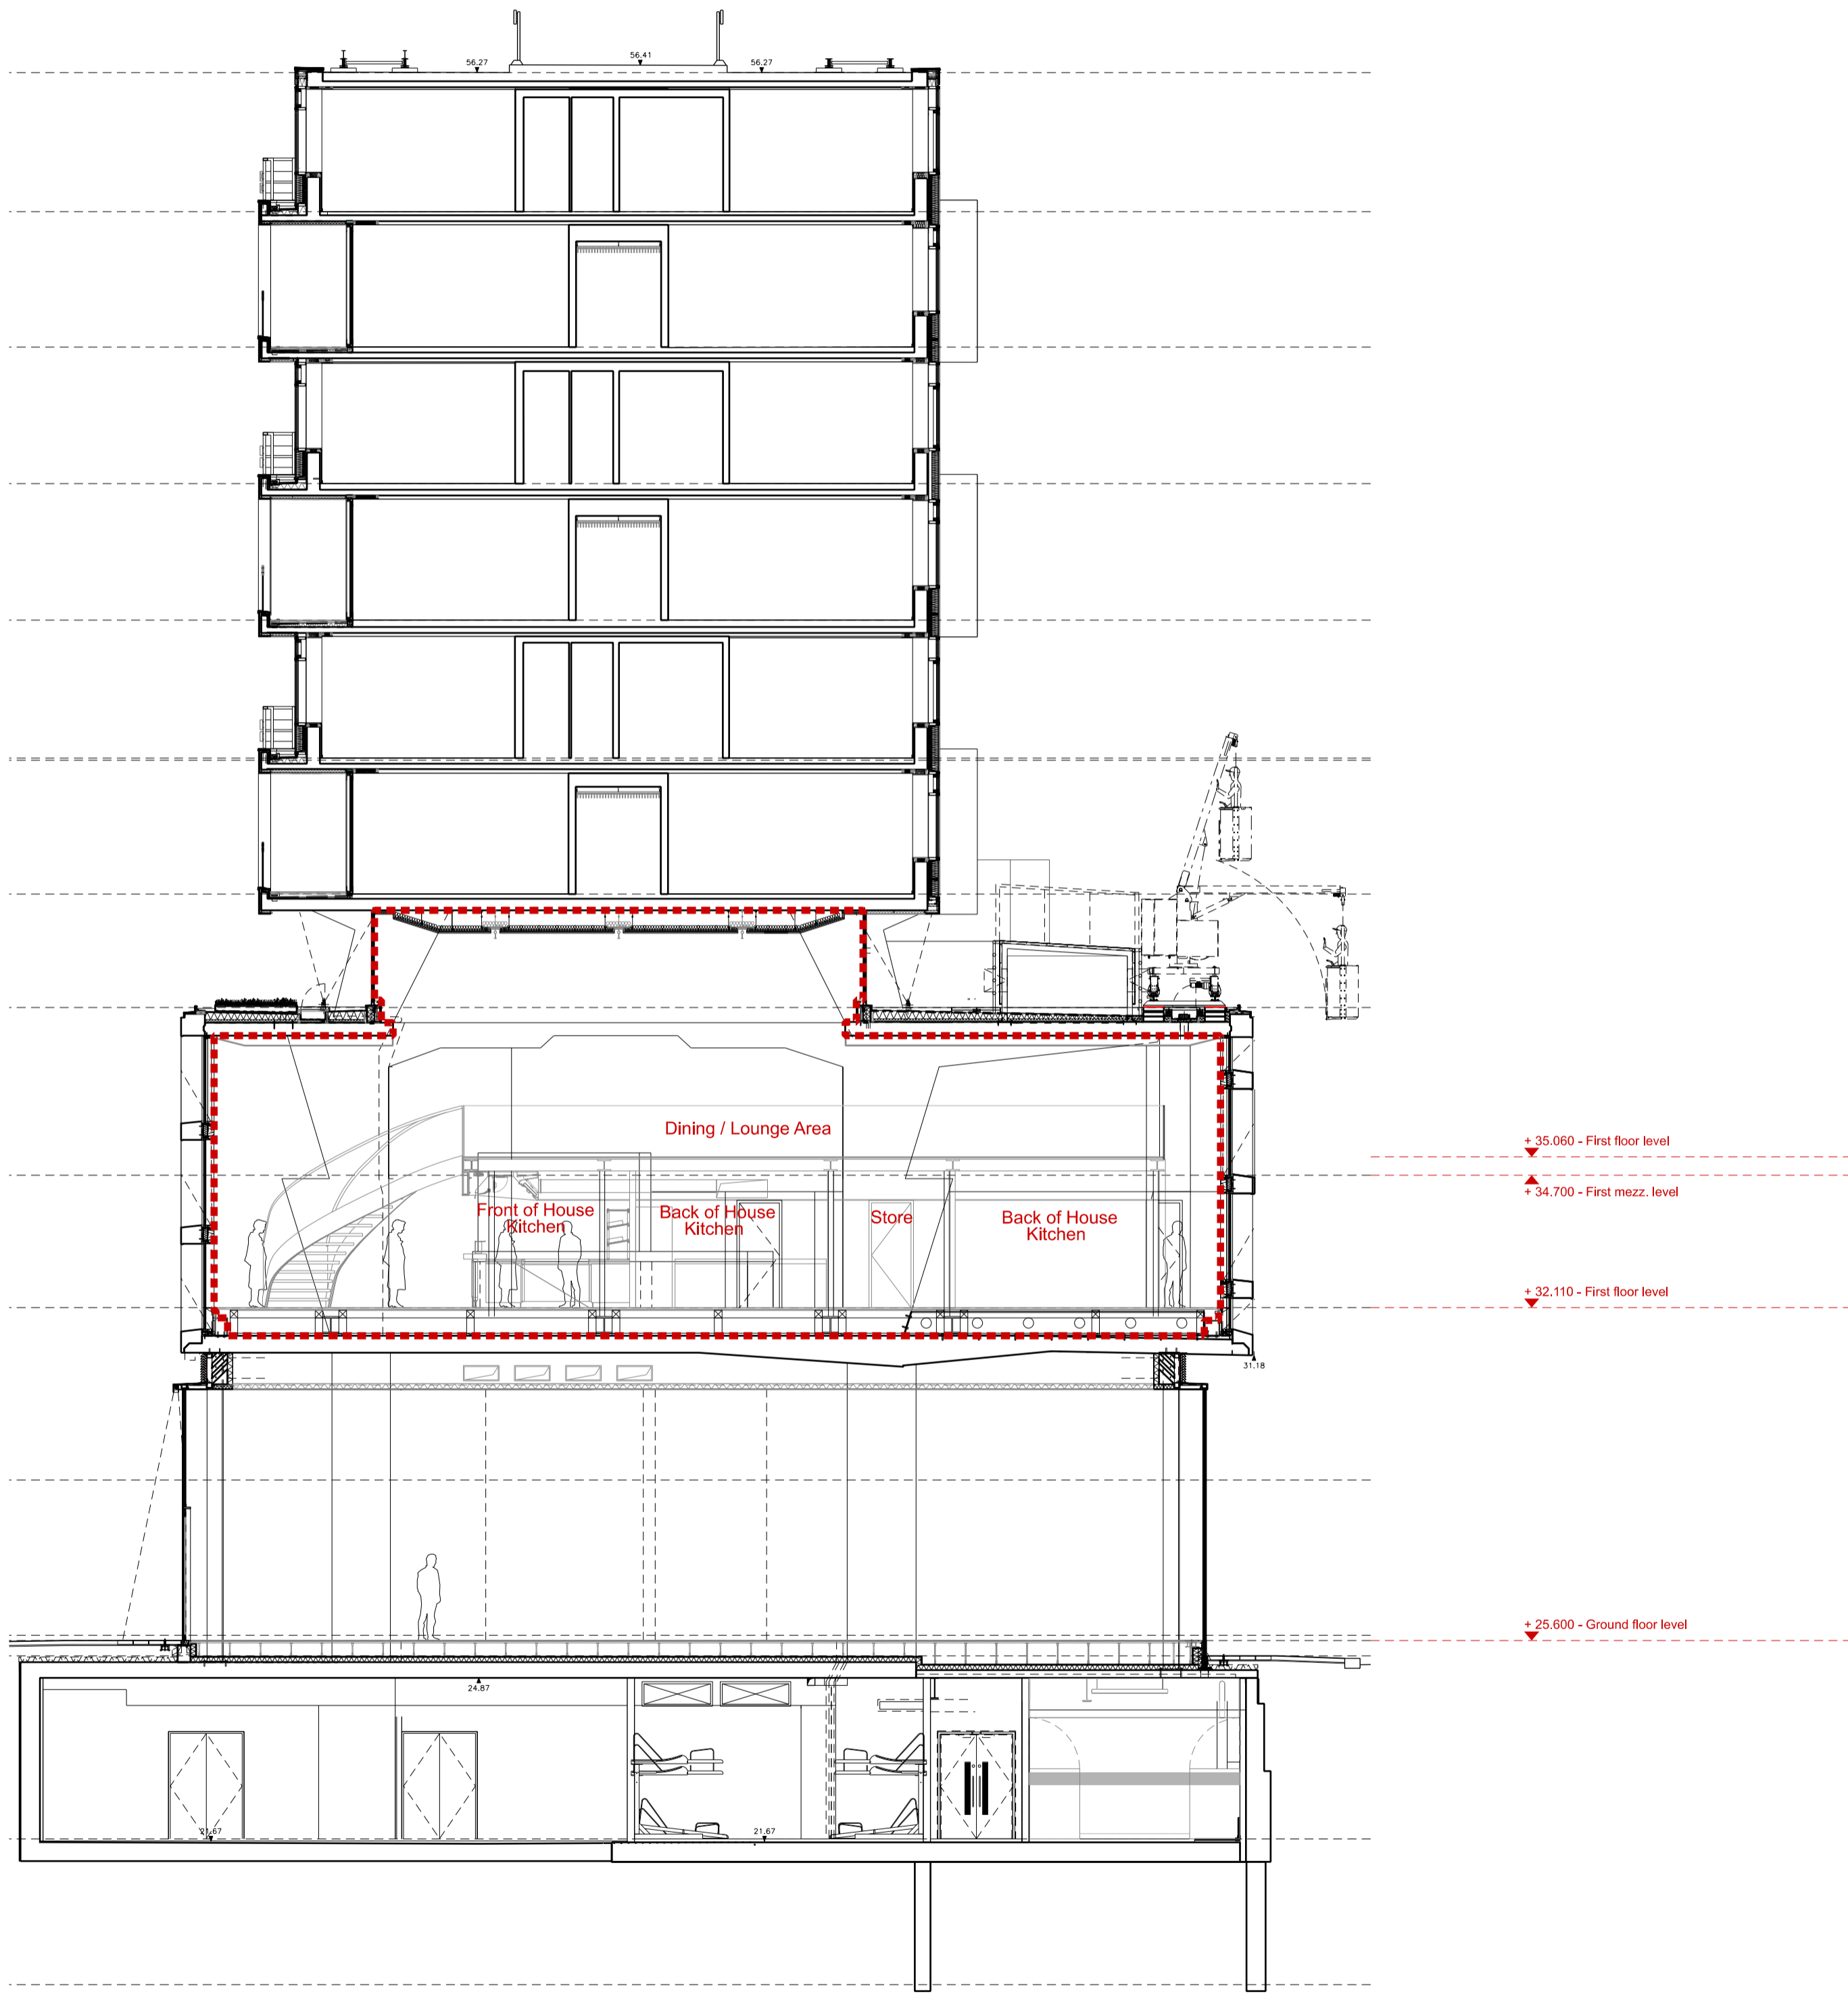 56.27
56.41
56.27
Dining / Lounge Area
+ 35.060 - First floor level
+ 34.700 - First mezz. level
Front of House
Kitchen
Back of House
Kitchen
Store
Back of House
Kitchen
+ 32.110 - First floor level
31.18
+ 25.600 - Ground floor level
24.87
21.67
21.67